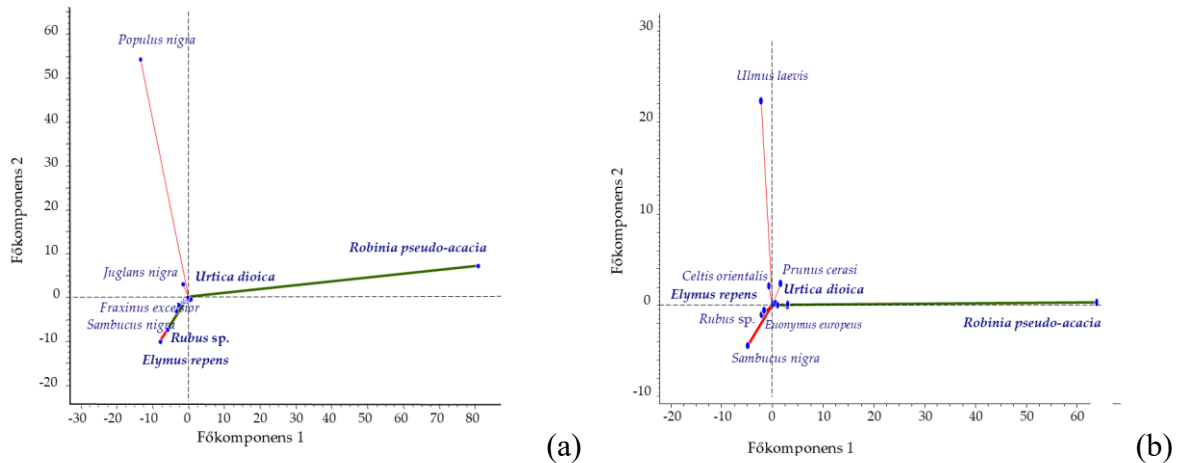 60
50
40
30
20
10
0
-10
-20
Főkomponens 2
Populus nigra
Robinia pseudo-acacia
Juglans nigra
Urtica dioica
Fraxinus excelsior
Sambucus nigra
Rubus sp.
Elymus repens
-30 -20 -10 0 10 20 30 40 50 60 70 80 90
Főkomponens 1
(a)
30
20
10
0
-10
Főkomponens 2
Ulmus laevis
Celtis orientalis
Prunus cerasi
Elymus repens
Urtica dioica
Rubus sp.
Euonymus europeus
Robinia pseudo-acacia
Sambucus nigra
-20 -10 0 10 20 30 40 50 60
Főkomponens 1
(b)